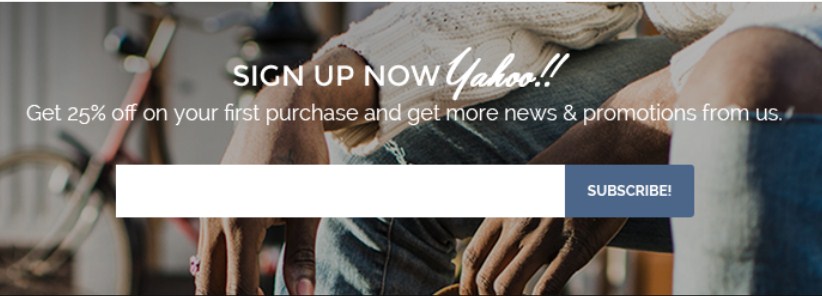 SIGN UP NOW Yahoo!!
Get 25% off on your first purchase and get more news & promotions from us.
SUBSCRIBE!